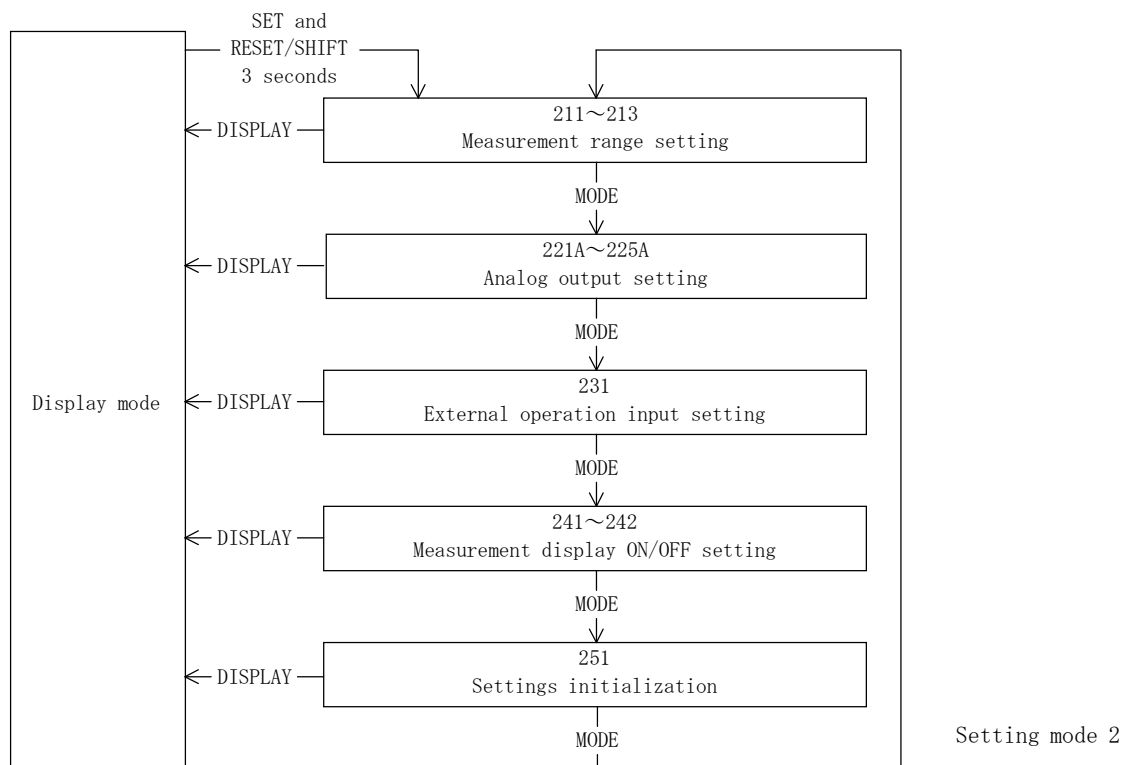 SET and
RESET/SHIFT
3 seconds
211～213
Measurement range setting
DISPLAY
MODE
221A～225A
Analog output setting
DISPLAY
MODE
231
External operation input setting
Display mode
DISPLAY
MODE
241～242
Measurement display ON/OFF setting
DISPLAY
MODE
251
Settings initialization
DISPLAY
MODE
Setting mode 2